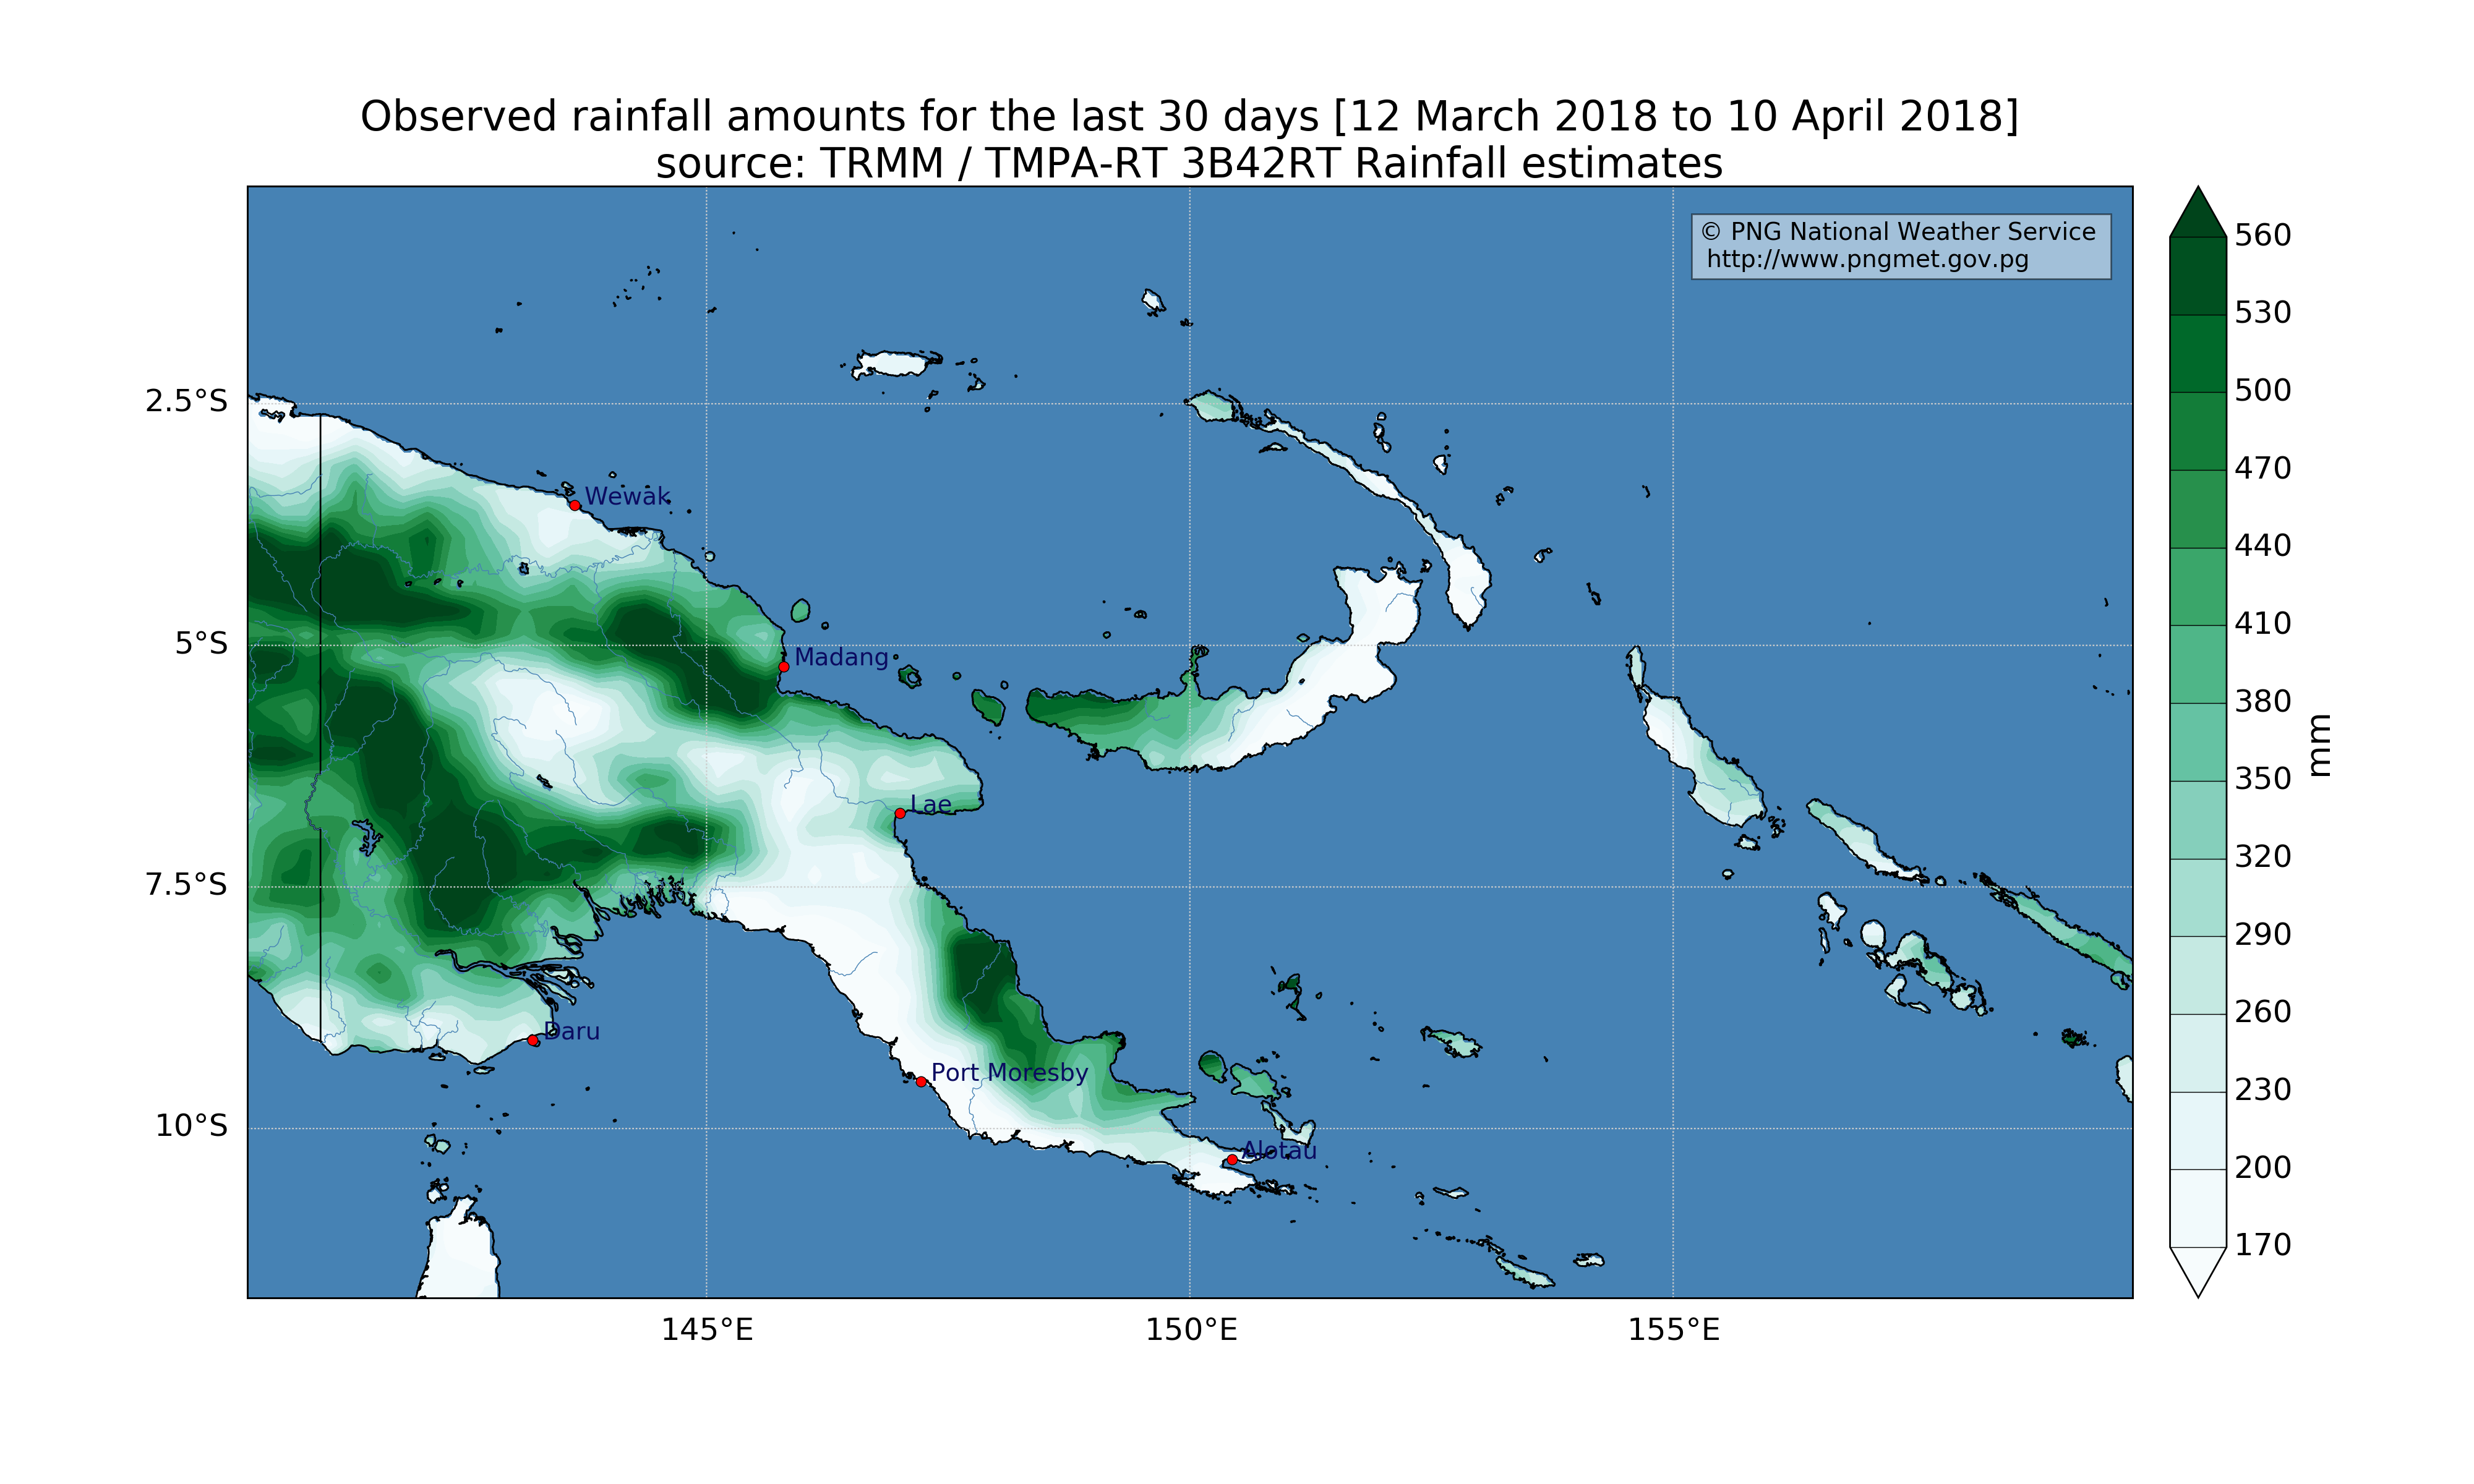 Observed rainfall amounts for the last 30 days [12 March 2018 to 10 April 2018]
source: TRMM / TMPA-RT 3B42RT Rainfall estimates
© PNG National Weather Service
http://www.pngmet.gov.pg
2.5°S
5°S
7.5°S
10°S
Wewak
Madang
Lae
Daru
Port Moresby
Alotau
145°E
150°E
155°E
560
530
500
470
440
410
380
350
320
290
260
230
200
170
mm